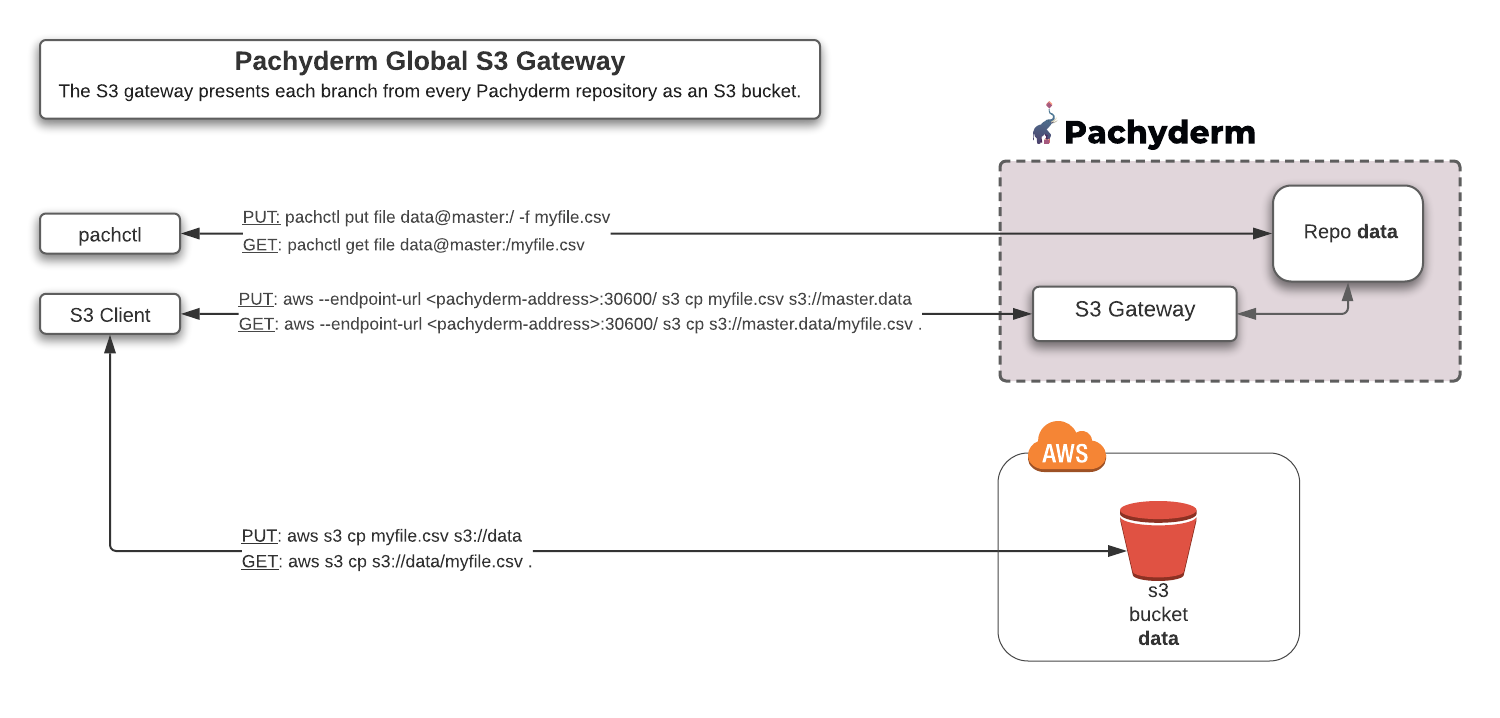 Pachyderm Global S3 Gateway
The S3 gateway presents each branch from every Pachyderm repository as an S3 bucket.
Pachyderm
pachctl
PUT: pachctl put file data@master:/ -f myfile.csv
GET: pachctl get file data@master:/myfile.csv
Repo data
S3 Client
PUT: aws --endpoint-url <pachyderm-address>:30600/ s3 cp myfile.csv s3://master.data
GET: aws --endpoint-url <pachyderm-address>:30600/ s3 cp s3://master.data/myfile.csv .
S3 Gateway
AWS
PUT: aws s3 cp myfile.csv s3://data
GET: aws s3 cp s3://data/myfile.csv .
s3
bucket
data